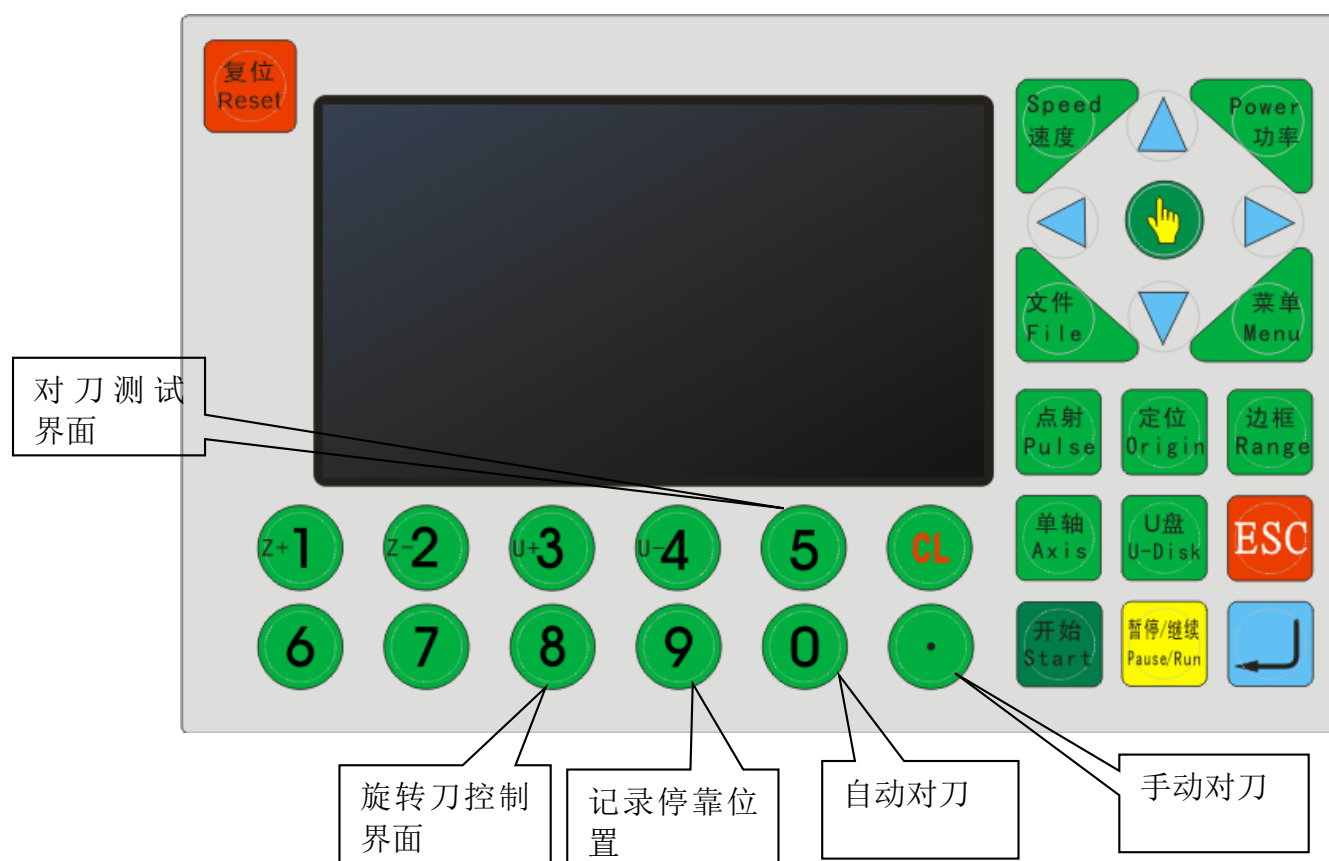 复位
Reset
Speed
速度
Power
功率
文件
File
菜单
Menu
对刀测试
界面
点射
Pulse
定位
Origin
边框
Range
Z+1
Z-2
U+3
U-4
5
CL
单轴
Axis
U盘
U-Disk
ESC
6
7
8
9
0
.
开始
Start
暂停/继续
Pause/Run
旋转刀控制
界面
记录停靠位
置
自动对刀
手动对刀